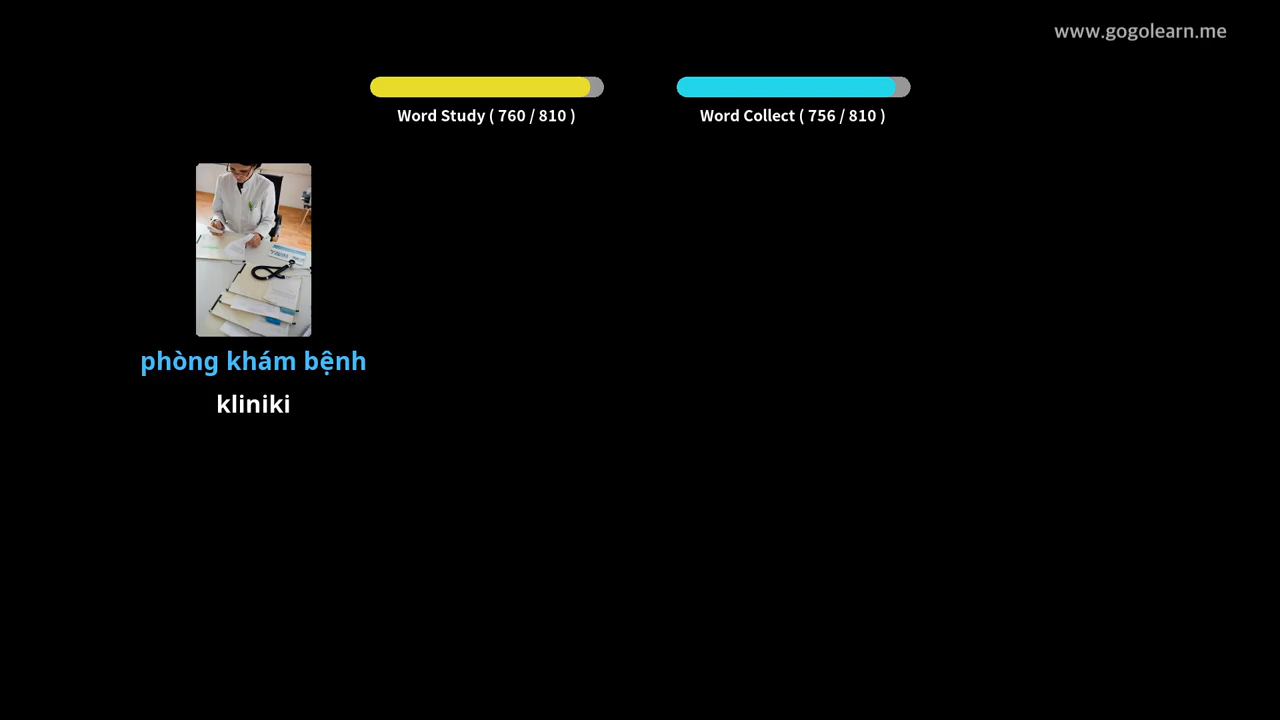 www.gogolearn.me
Word Study ( 760 / 810 )
Word Collect ( 756 / 810 )
phòng khám bệnh
kliniki